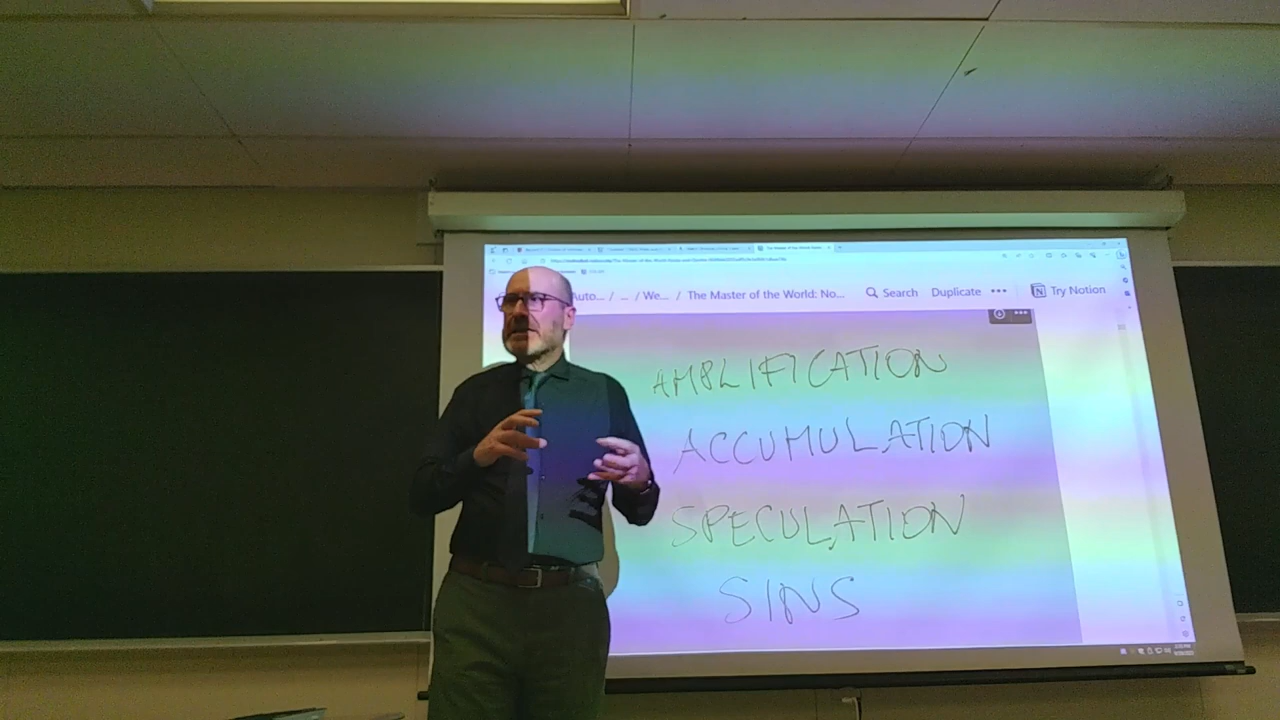 Auto... / ... / We... / The Master of the World: No... Search Duplicate ••• Try Notion
AMPLIFICATION
ACCUMULATION
SPECULATION
SINS